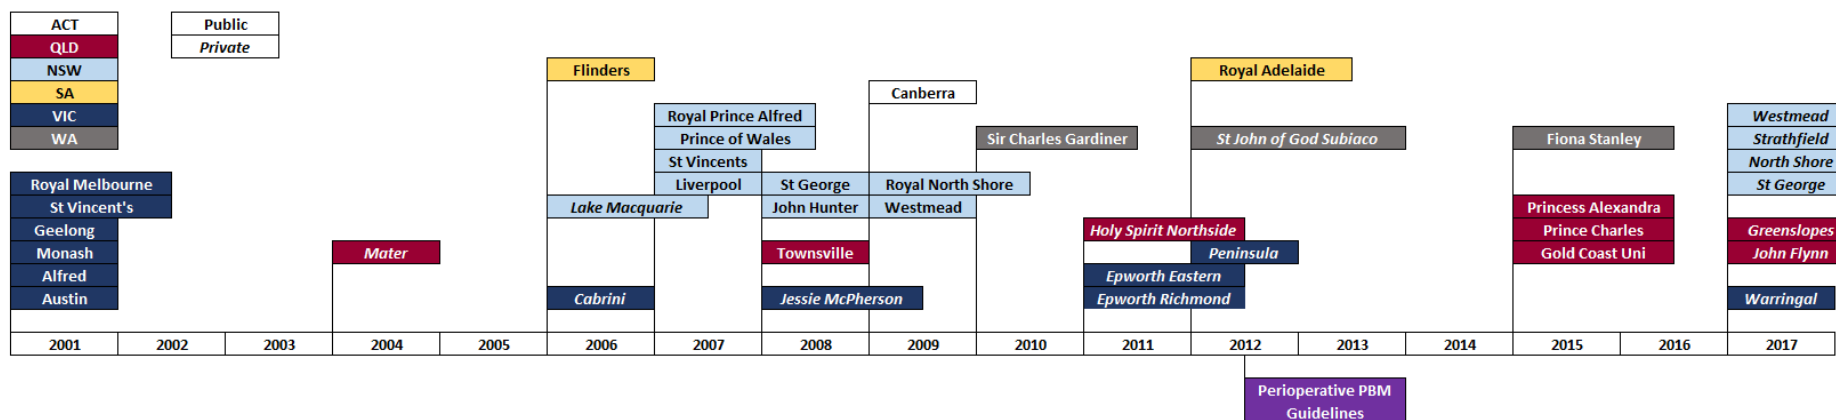 ACT Public
QLD Private
NSW Flinders Royal Adelaide
SA Canberra
VIC Royal Prince Alfred Westmead
WA Prince of Wales Sir Charles Gardiner St John of God Subiaco Fiona Stanley Strathfield
St Vincents North Shore
Royal Melbourne Liverpool St George Royal North Shore St George
St Vincent's Lake Macquarie John Hunter Westmead Princess Alexandra
Geelong Holy Spirit Northside Prince Charles Greenslopes
Monash Mater Townsville Peninsula Gold Coast Uni John Flynn
Alfred Epworth Eastern
Austin Cabrini Jessie McPherson Epworth Richmond Warringal
2001 2002 2003 2004 2005 2006 2007 2008 2009 2010 2011 2012 2013 2014 2015 2016 2017
Perioperative PBM
Guidelines